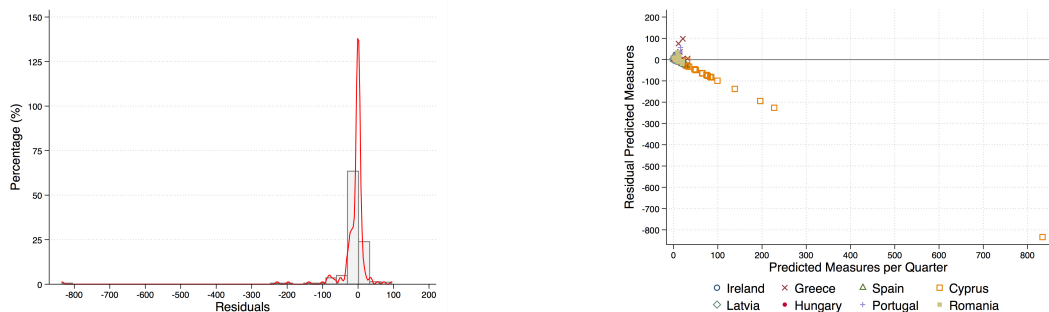 150
125
100
75
50
25
0
Percentage (%)
-800 -700 -600 -500 -400 -300 -200 -100 0 100 200
Residuals
200
100
0
-100
-200
-300
-400
-500
-600
-700
-800
Residual Predicted Measures
0 100 200 300 400 500 600 700 800
Predicted Measures per Quarter
Ireland Greece Spain Cyprus
Latvia Hungary Portugal Romania